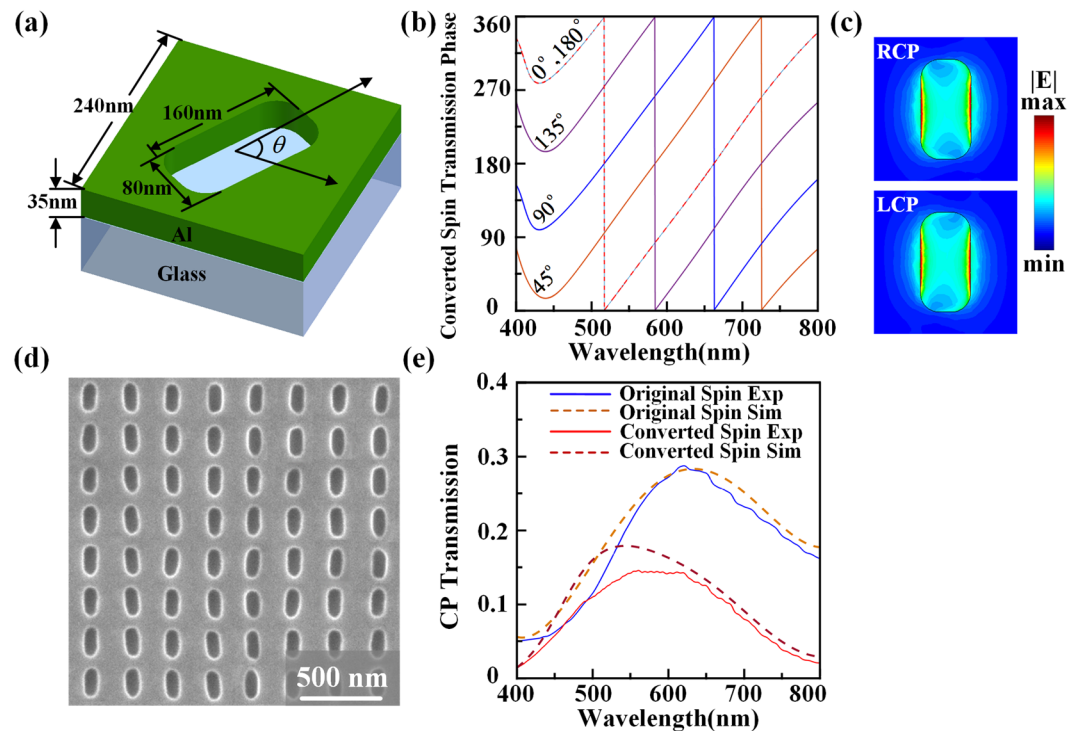 (a)
240nm
160nm
θ
80nm
35nm
Al
Glass
(b)
Converted Spin Transmission Phase
360
270
180
90
0
0°,180°
135°
90°
45°
400 500 600 700 800
Wavelength(nm)
(c)
RCP
LCP
|E|
max
min
(d)
500 nm
(e)
CP Transmission
0.4
0.3
0.2
0.1
0
Original Spin Exp
Original Spin Sim
Converted Spin Exp
Converted Spin Sim
400 500 600 700 800
Wavelength(nm)